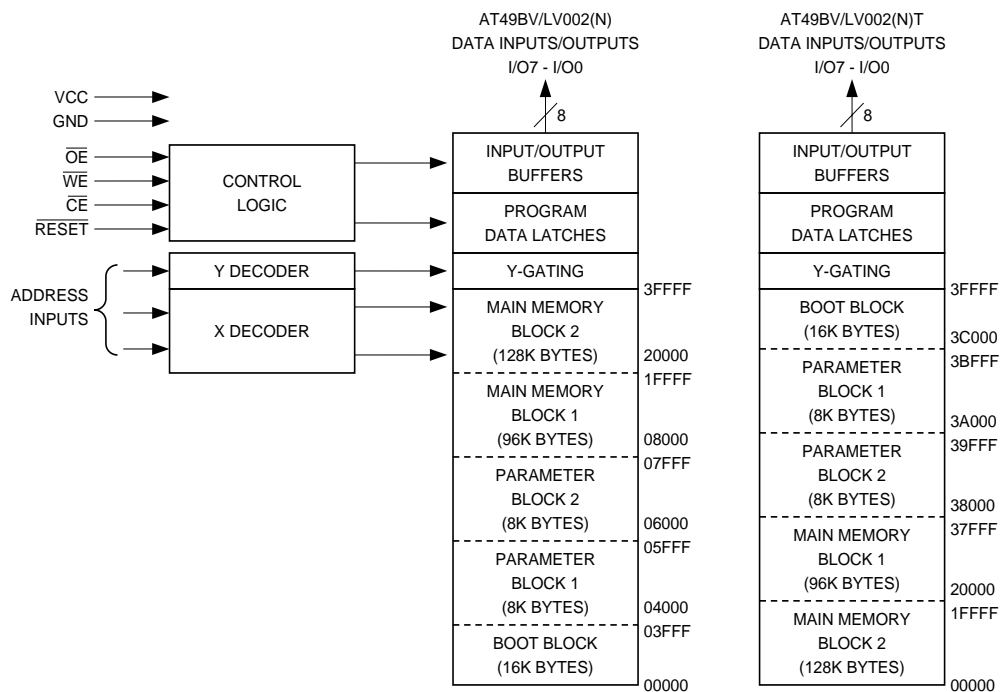 AT49BV/LV002(N)
DATA INPUTS/OUTPUTS
I/O7 - I/O0
8
VCC
GND
OE
WE
CE
RESET
CONTROL
LOGIC
ADDRESS
INPUTS
Y DECODER
X DECODER
INPUT/OUTPUT
BUFFERS
PROGRAM
DATA LATCHES
Y-GATING
3FFFF
MAIN MEMORY
BLOCK 2
(128K BYTES)
20000
1FFFF
MAIN MEMORY
BLOCK 1
(96K BYTES)
08000
07FFF
PARAMETER
BLOCK 2
(8K BYTES)
06000
05FFF
PARAMETER
BLOCK 1
(8K BYTES)
04000
03FFF
BOOT BLOCK
(16K BYTES)
00000
AT49BV/LV002(N)T
DATA INPUTS/OUTPUTS
I/O7 - I/O0
8
INPUT/OUTPUT
BUFFERS
PROGRAM
DATA LATCHES
Y-GATING
3FFFF
BOOT BLOCK
(16K BYTES)
3C000
3BFFF
PARAMETER
BLOCK 1
(8K BYTES)
3A000
39FFF
PARAMETER
BLOCK 2
(8K BYTES)
38000
37FFF
MAIN MEMORY
BLOCK 1
(96K BYTES)
20000
1FFFF
MAIN MEMORY
BLOCK 2
(128K BYTES)
00000